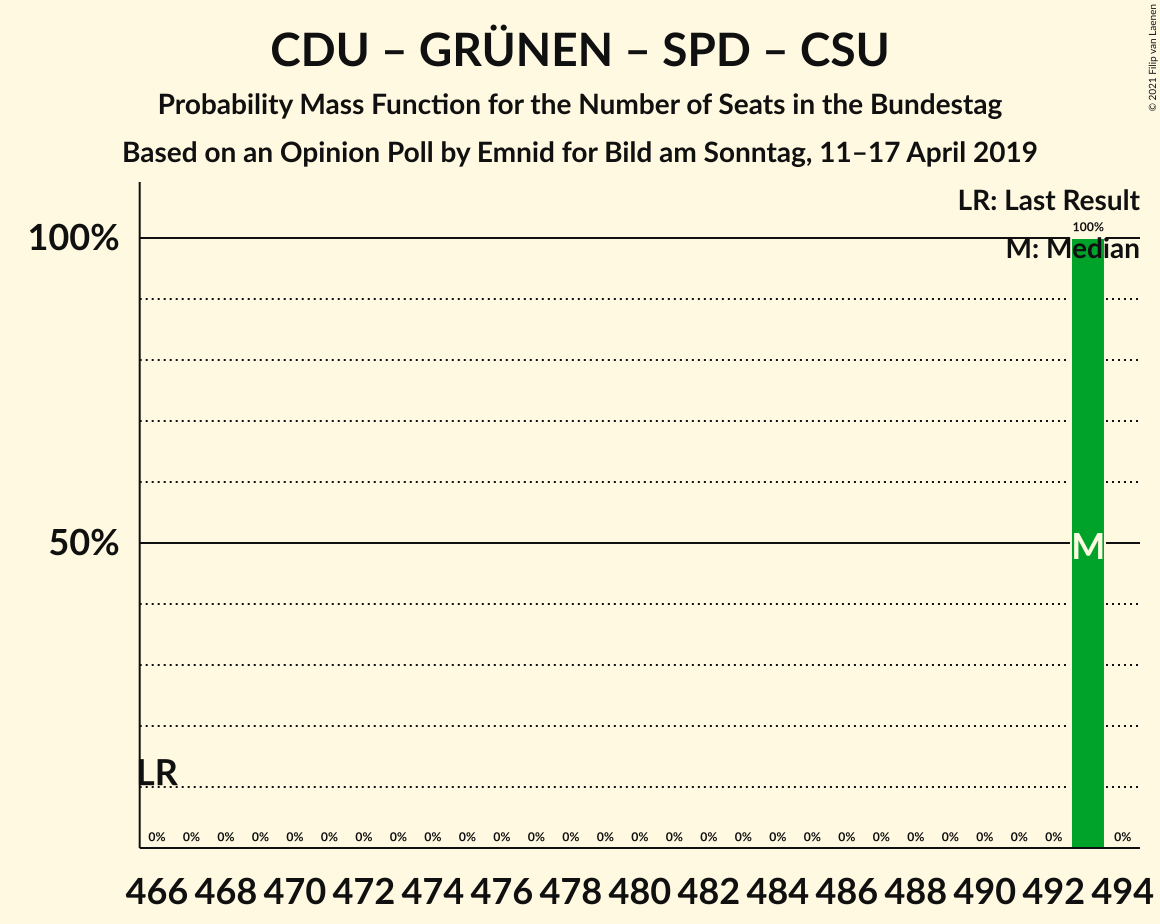 CDU – GRÜNEN – SPD – CSU
Probability Mass Function for the Number of Seats in the Bundestag
Based on an Opinion Poll by Emnid for Bild am Sonntag, 11–17 April 2019
© 2021 Filip van Laenen
LR: Last Result
100%
100%
M: Median
50%
M
LR
0% 0% 0% 0% 0% 0% 0% 0% 0% 0% 0% 0% 0% 0% 0% 0% 0% 0% 0% 0% 0% 0% 0% 0% 0% 0% 0% 0%
466 468 470 472 474 476 478 480 482 484 486 488 490 492 494